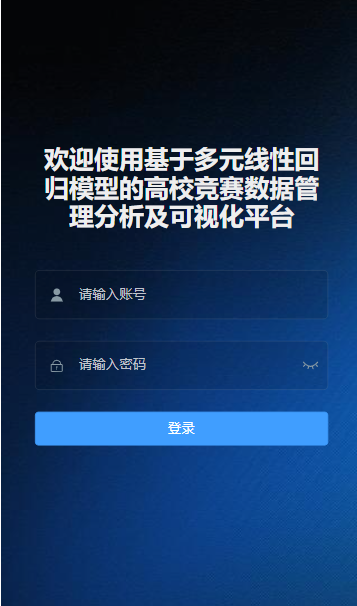 欢迎使用基于多元线性回
归模型的高校竞赛数据管
理分析及可视化平台
请输入账号
请输入密码
登录